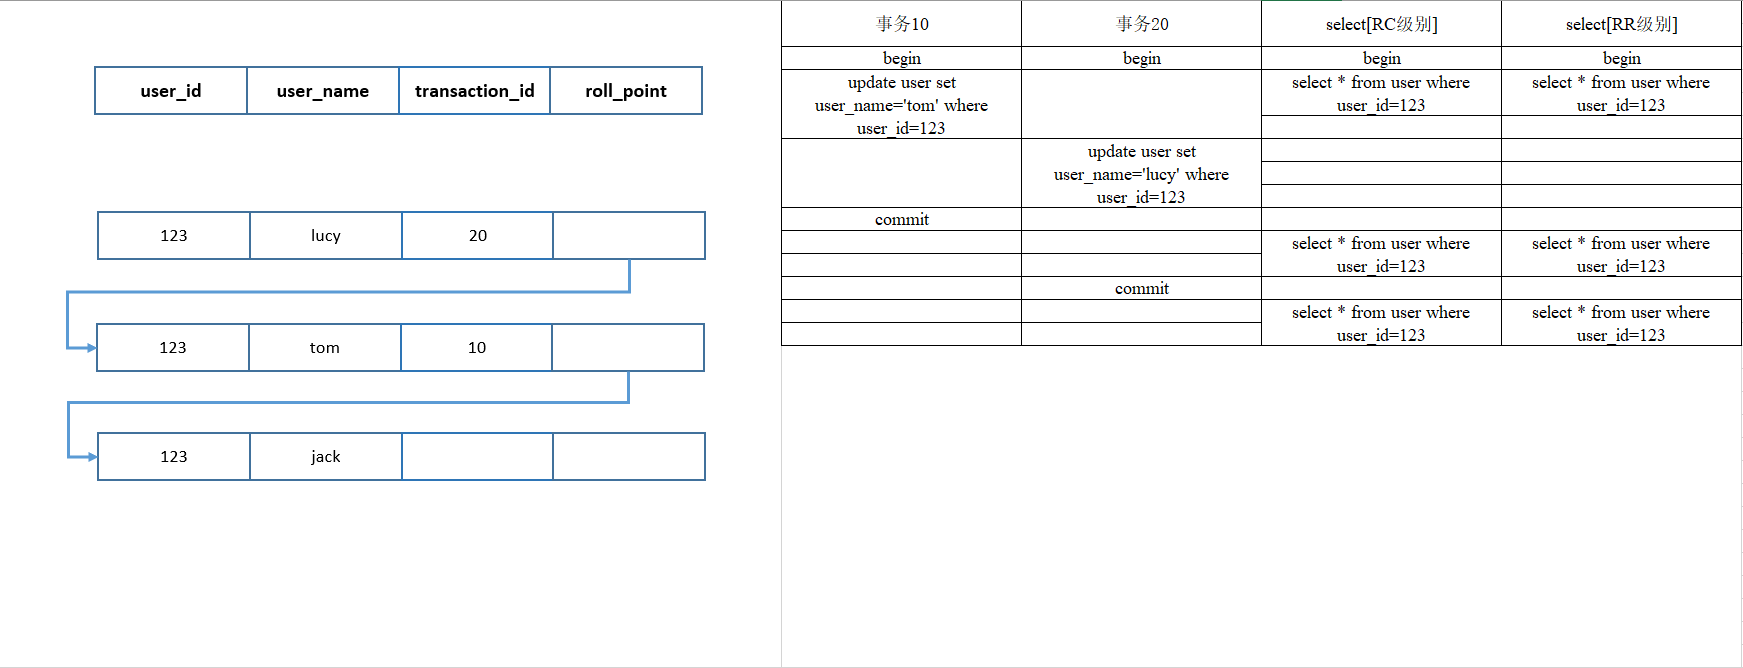 user_id user_name transaction_id roll_point
123 lucy 20
123 tom 10
123 jack
事务10 事务20 select[RC级别] select[RR级别]
begin begin begin begin
update user set
user_name='tom' where
user_id=123
select * from user where
user_id=123
select * from user where
user_id=123
update user set
user_name='lucy' where
user_id=123
commit
select * from user where
user_id=123
select * from user where
user_id=123
commit
select * from user where
user_id=123
select * from user where
user_id=123